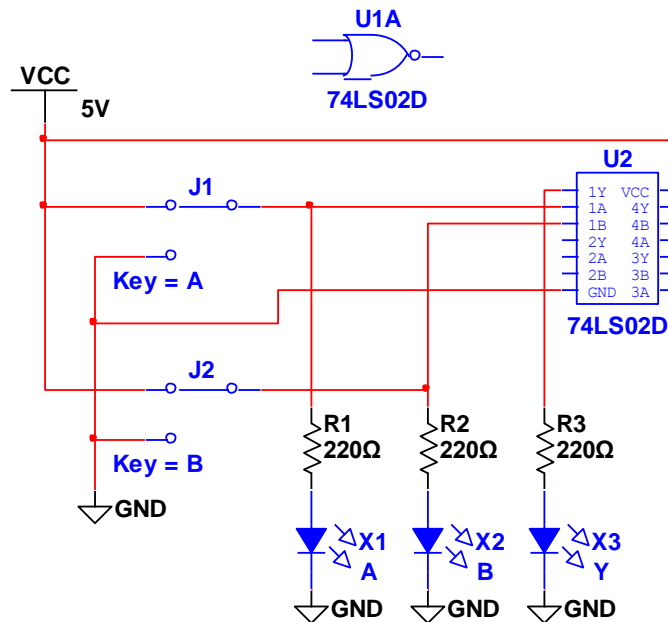 U1A
74LS02D
VCC
5V
U2
J1
Key = A
1Y VCC
1A 4Y
1B 4B
2Y 4A
2A 3Y
2B 3B
GND 3A
74LS02D
J2
Key = B
GND
R1
220Ω
R2
220Ω
R3
220Ω
X1
A
X2
B
X3
Y
GND
GND
GND